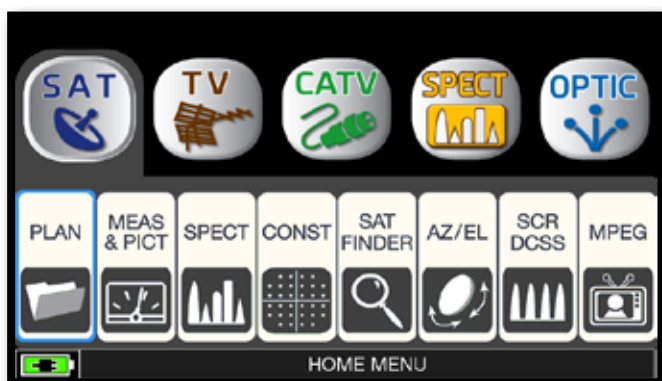 SAT
TV
CATV
SPECT
OPTIC
PLAN
MEAS
& PICT
SPECT
CONST
SAT
FINDER
AZ/EL
SCR
DCSS
MPEG
HOME MENU